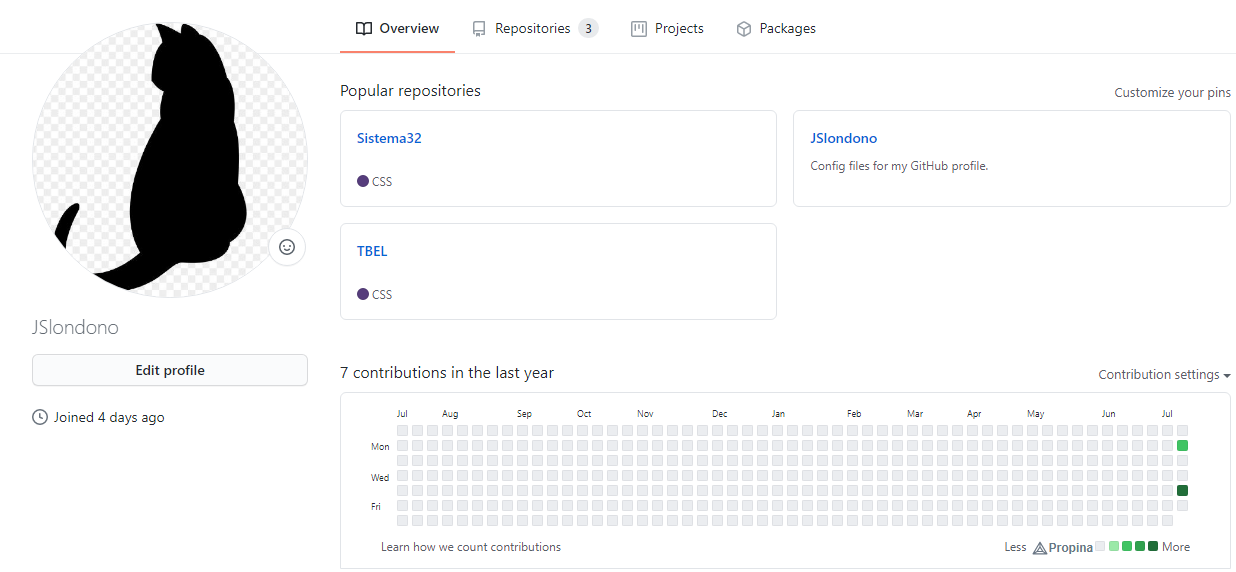 Overview Repositories 3 Projects Packages
Popular repositories Customize your pins
Sistema32 JSlondono
Config files for my GitHub profile.
CSS
TBEL
CSS
JSlondono
Edit profile
Joined 4 days ago
7 contributions in the last year Contribution settings
Jul Aug Sep Oct Nov Dec Jan Feb Mar Apr May Jun Jul
Mon
Wed
Fri
Learn how we count contributions Less Propina More